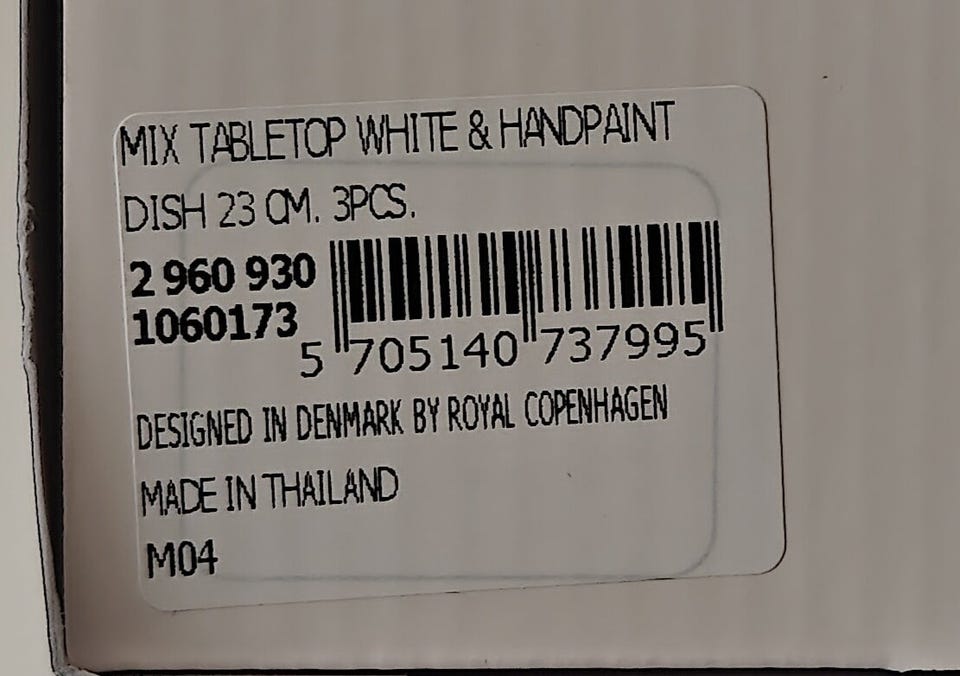 MIX TABLETOP WHITE & HANDPAINT
DISH 23 CM. 3PCS.
2 960 930
1060173
5 705140 737995
DESIGNED IN DENMARK BY ROYAL COPENHAGEN
MADE IN THAILAND
M04